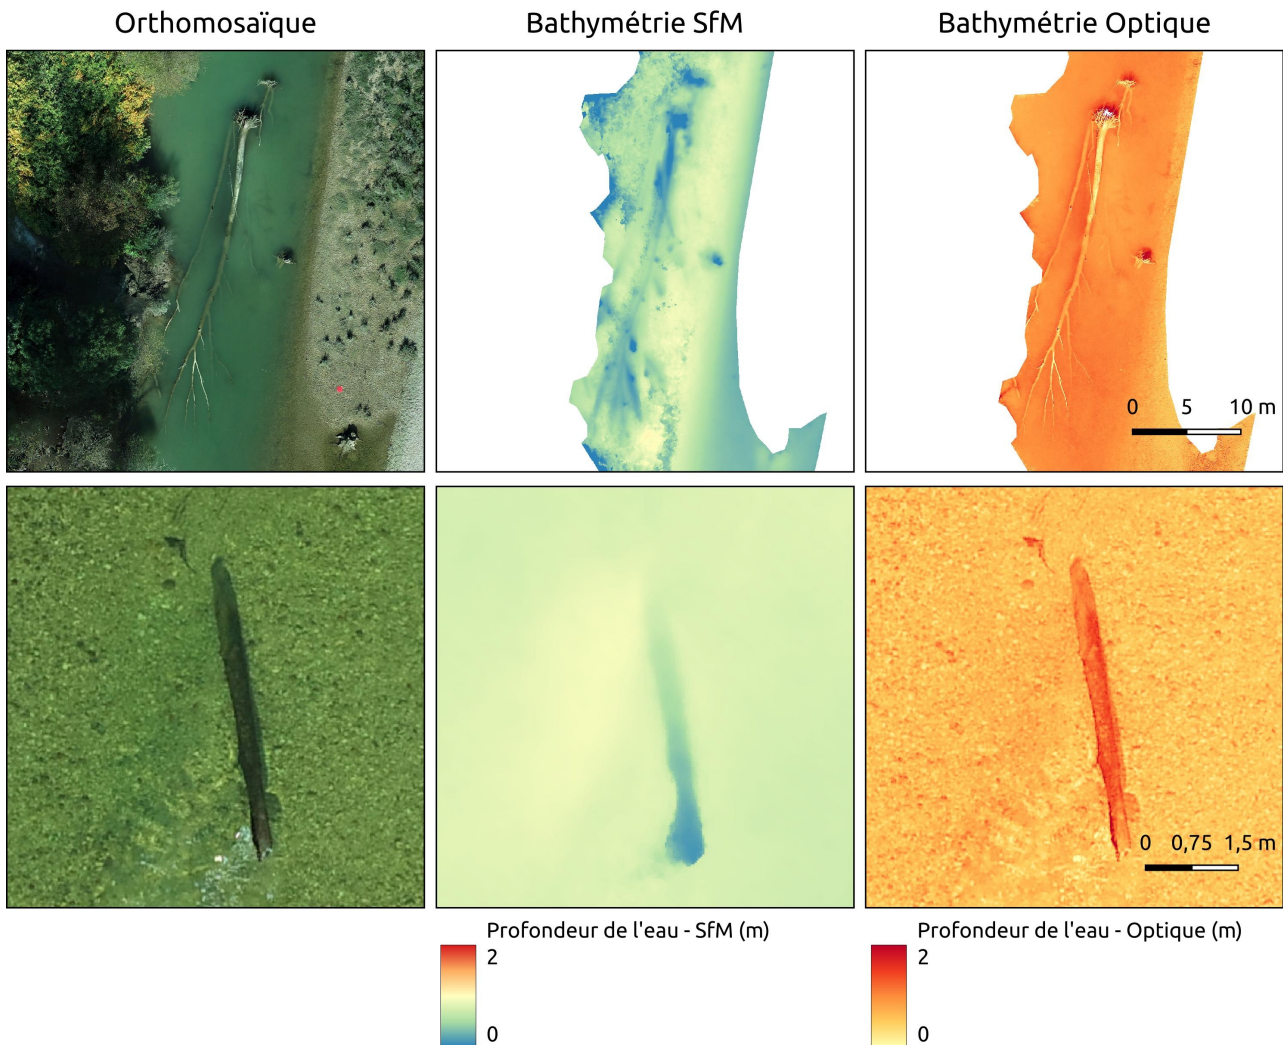 Orthomosaïque
Bathymétrie SfM
Bathymétrie Optique
0 5 10 m
0 0,75 1,5 m
Profondeur de l'eau - SfM (m)
2
0
Profondeur de l'eau - Optique (m)
2
0